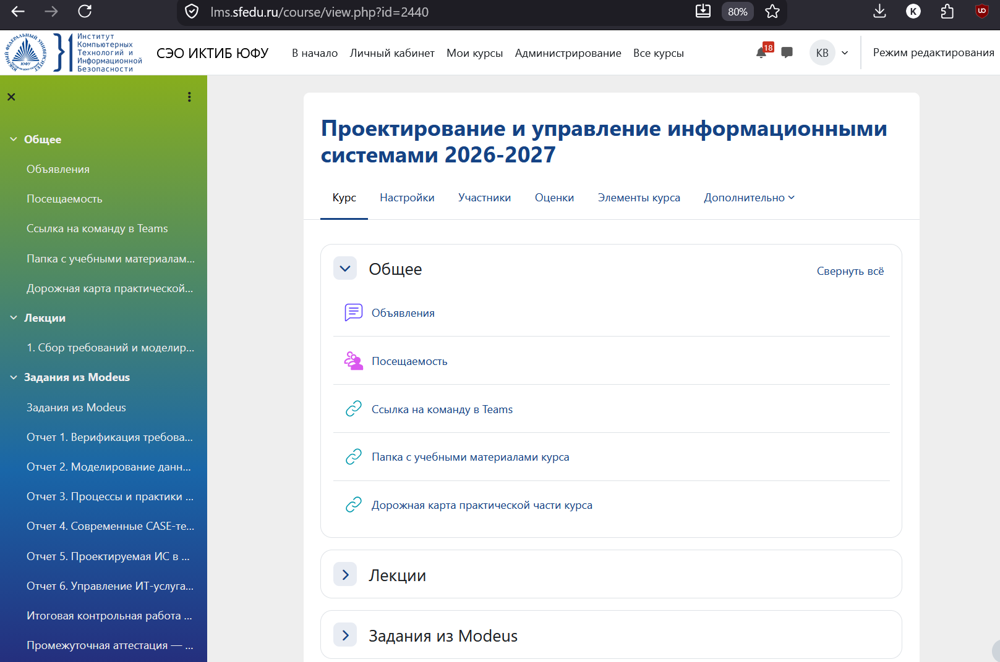 lms.sfedu.ru/course/view.php?id=2440
80%
K
ЮЖНЫЙ ФЕДЕРАЛЬНЫЙ УНИВЕРСИТЕТ
ЮФУ
Институт
Компьютерных
Технологий и
Информационной
Безопасности
СЭО ИКТИБ ЮФУ
В начало
Личный кабинет
Мои курсы
Администрирование
Все курсы
18
КВ
Режим редактирования
Общее
Объявления
Посещаемость
Ссылка на команду в Teams
Папка с учебными материалам...
Дорожная карта практической...
Лекции
1. Сбор требований и моделир...
Задания из Modeus
Задания из Modeus
Отчет 1. Верификация требова...
Отчет 2. Моделирование данн...
Отчет 3. Процессы и практики ...
Отчет 4. Современные CASE-те...
Отчет 5. Проектируемая ИС в ...
Отчет 6. Управление ИТ-услуга...
Итоговая контрольная работа ...
Промежуточная аттестация — ...
Проектирование и управление информационными
системами 2026-2027
Курс
Настройки
Участники
Оценки
Элементы курса
Дополнительно
Общее
Свернуть всё
Объявления
Посещаемость
Ссылка на команду в Teams
Папка с учебными материалами курса
Дорожная карта практической части курса
Лекции
Задания из Modeus